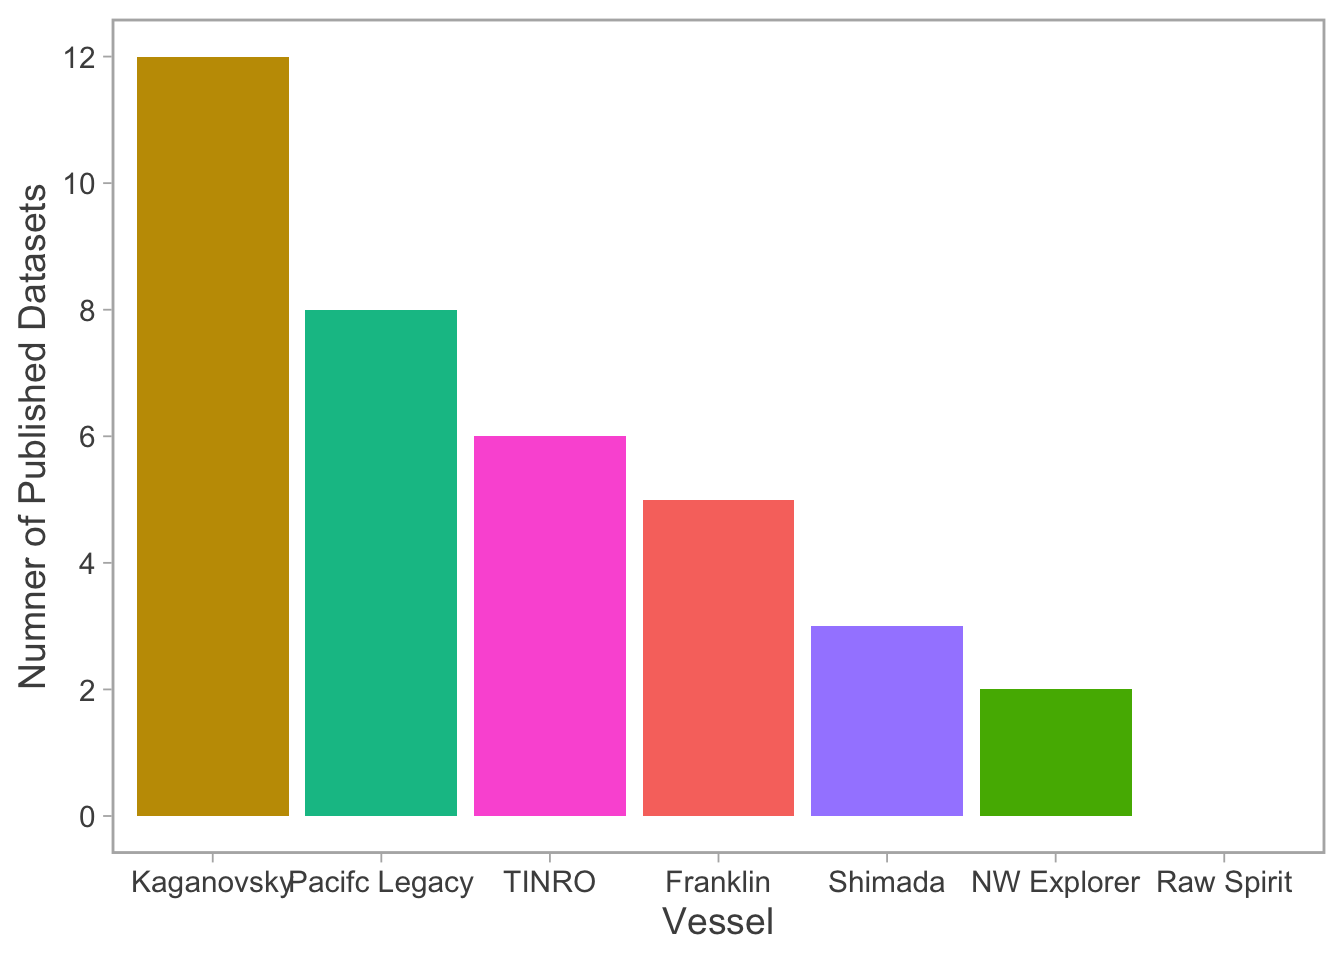 Numner of Published Datasets
12
10
8
6
4
2
0
Kaganovsky Pacifc Legacy TINRO Franklin Shimada NW Explorer Raw Spirit
Vessel